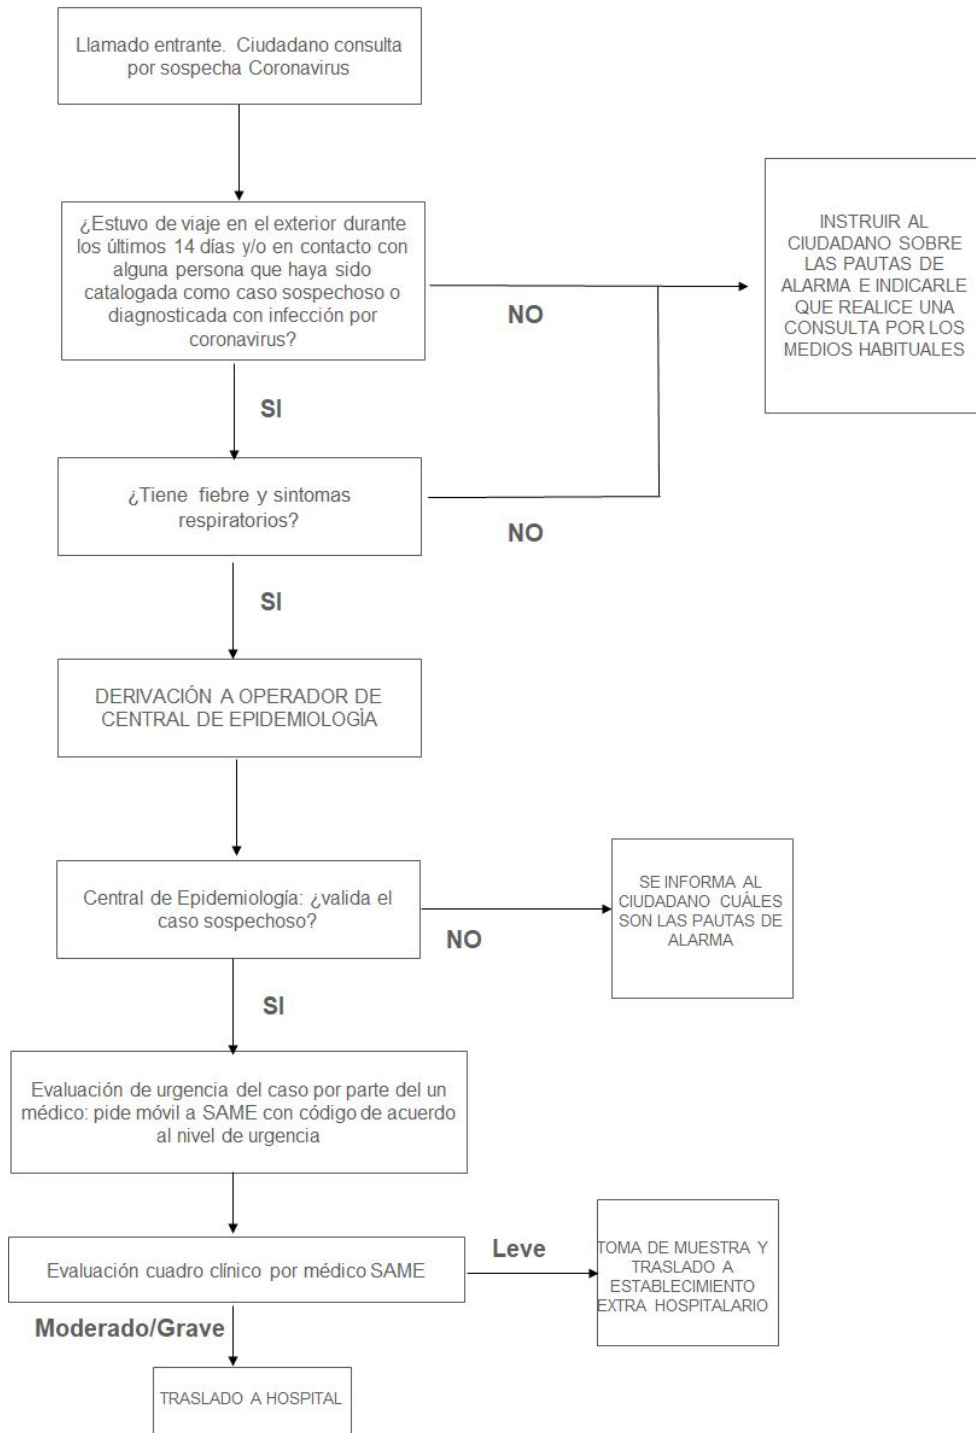 Llamado entrante. Ciudadano consulta
por sospecha Coronavirus
¿Estuvo de viaje en el exterior durante
los últimos 14 días y/o en contacto con
alguna persona que haya sido
catalogada como caso sospechoso o
diagnosticada con infección por
coronavirus?
NO
INSTRUIR AL
CIUDADANO SOBRE
LAS PAUTAS DE
ALARMA E INDICARLE
QUE REALICE UNA
CONSULTA POR LOS
MEDIOS HABITUALES
SI
¿Tiene fiebre y sintomas
respiratorios?
NO
SI
DERIVACIÓN A OPERADOR DE
CENTRAL DE EPIDEMIOLOGÍA
Central de Epidemiología: ¿valida el
caso sospechoso?
NO
SE INFORMA AL
CIUDADANO CUÁLES
SON LAS PAUTAS DE
ALARMA
SI
Evaluación de urgencia del caso por parte del un
médico: pide móvil a SAME con código de acuerdo
al nivel de urgencia
Evaluación cuadro clínico por médico SAME
Leve
TOMA DE MUESTRA Y
TRASLADO A
ESTABLECIMIENTO
EXTRA HOSPITALARIO
Moderado/Grave
TRASLADO A HOSPITAL